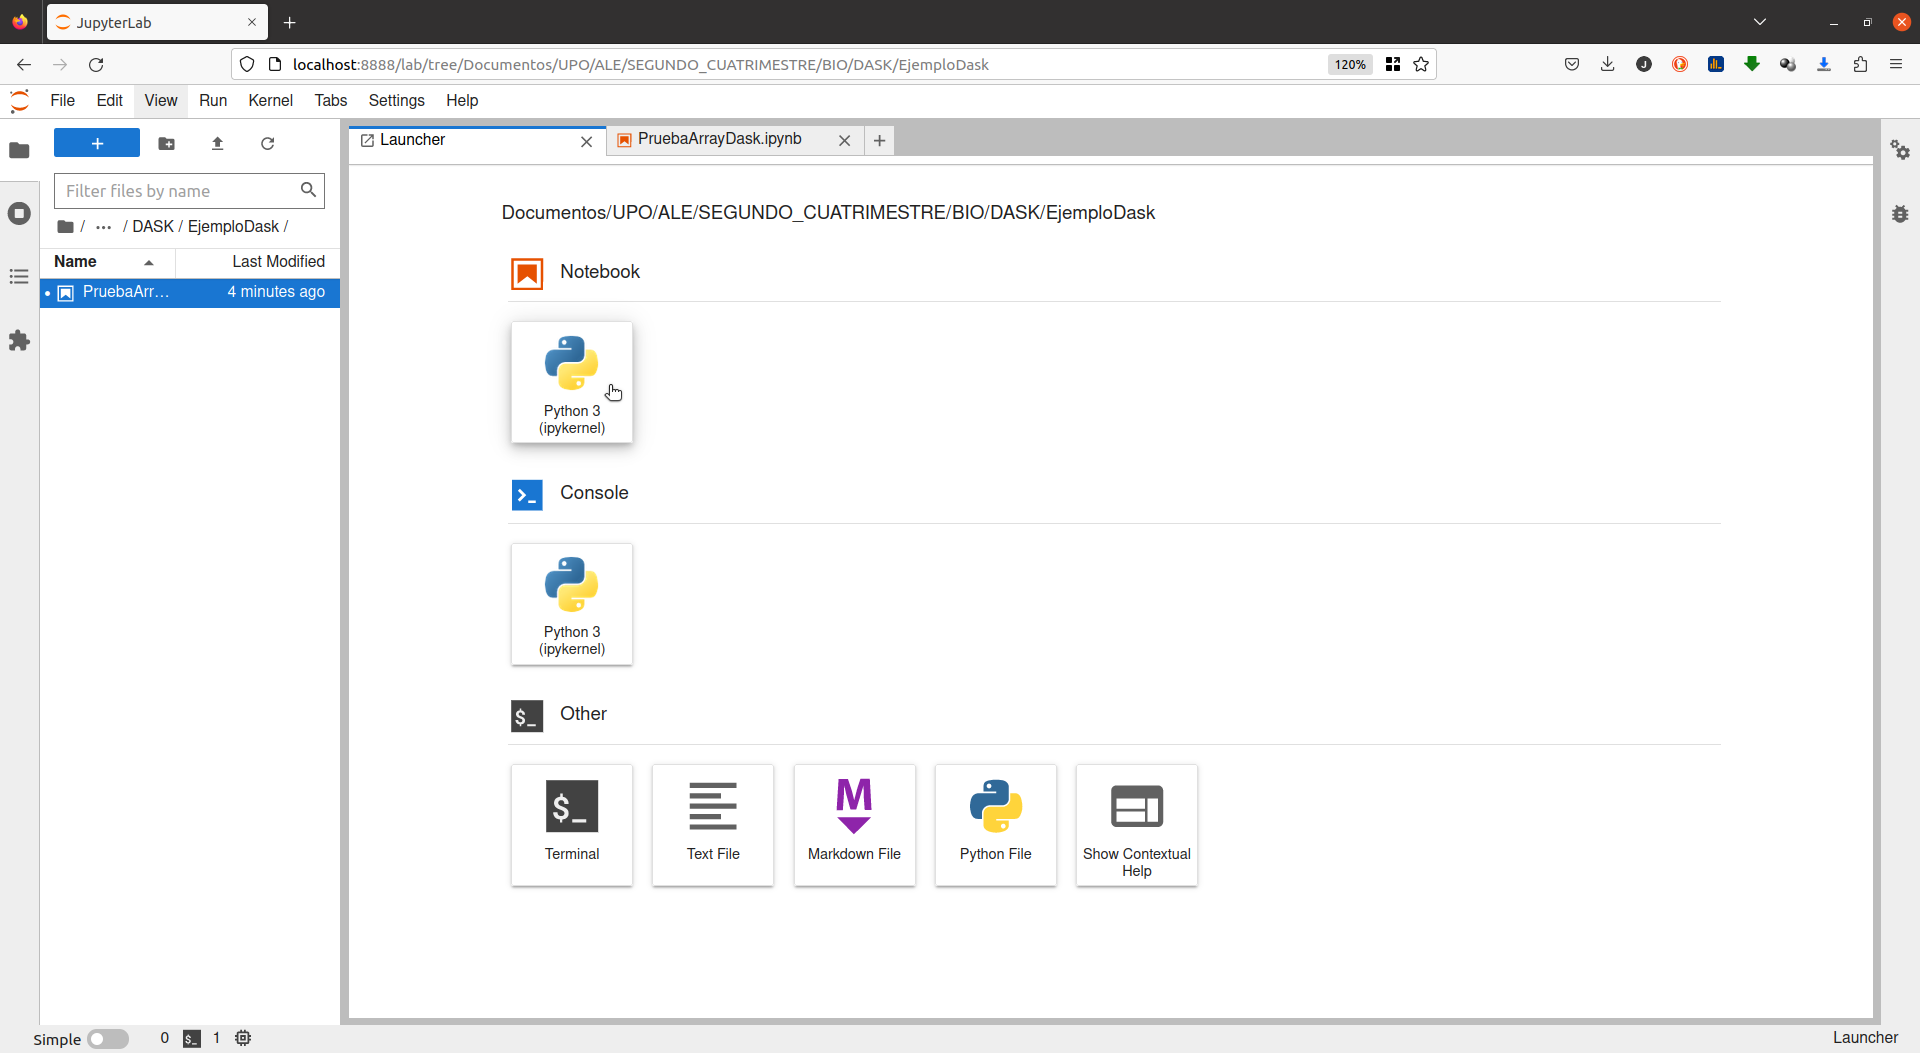 JupyterLab
localhost:8888/lab/tree/Documentos/UPO/ALE/SEGUNDO_CUATRIMESTRE/BIO/DASK/EjemploDask
120%
J
File Edit View Run Kernel Tabs Settings Help
Launcher
PruebaArrayDask.ipynb
Filter files by name
/ ... / DASK / EjemploDask /
Name Last Modified
PruebaArr... 4 minutes ago
Documentos/UPO/ALE/SEGUNDO_CUATRIMESTRE/BIO/DASK/EjemploDask
Notebook
Python 3
(ipykernel)
Console
Python 3
(ipykernel)
$_ Other
$_
Terminal
Text File
M
Markdown File
Python File
Show Contextual
Help
Simple 0 $_ 1
Launcher